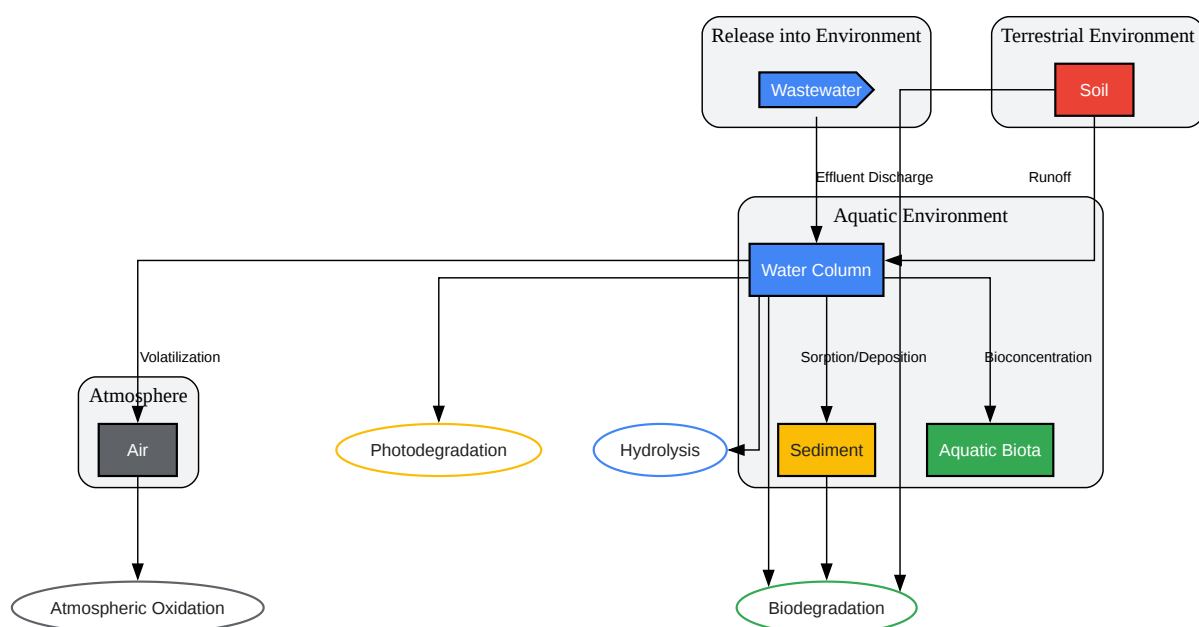 Release into Environment
Terrestrial Environment
Wastewater
Soil
Effluent Discharge
Runoff
Aquatic Environment
Water Column
Volatilization
Sorption/Deposition
Bioconcentration
Atmosphere
Air
Photodegradation
Hydrolysis
Sediment
Aquatic Biota
Atmospheric Oxidation
Biodegradation